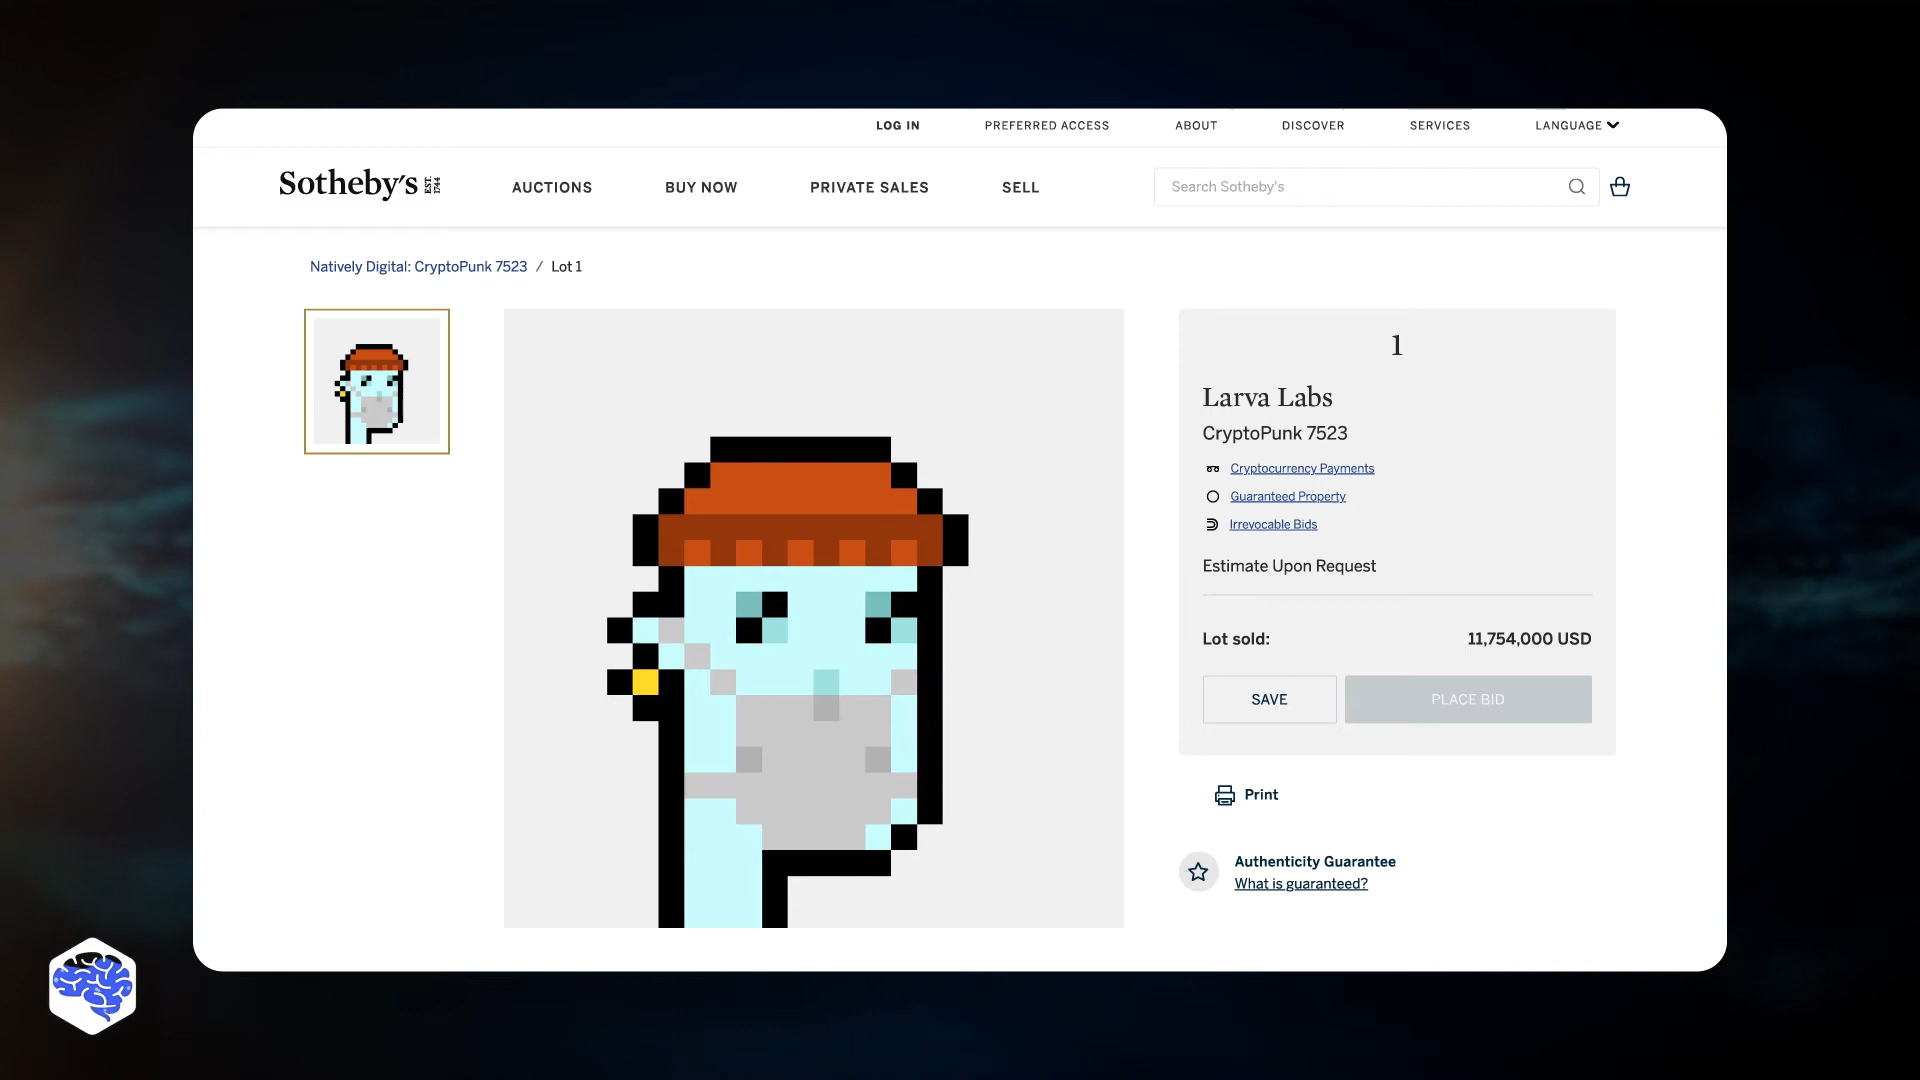 LOG IN PREFERRED ACCESS ABOUT DISCOVER SERVICES LANGUAGE
Sotheby's EST. 1744 AUCTIONS BUY NOW PRIVATE SALES SELL Search Sotheby's
Natively Digital: CryptoPunk 7523 / Lot 1
1
Larva Labs
CryptoPunk 7523
Cryptocurrency Payments
Guaranteed Property
Irrevocable Bids
Estimate Upon Request
Lot sold: 11,754,000 USD
SAVE PLACE BID
Print
Authenticity Guarantee
What is guaranteed?